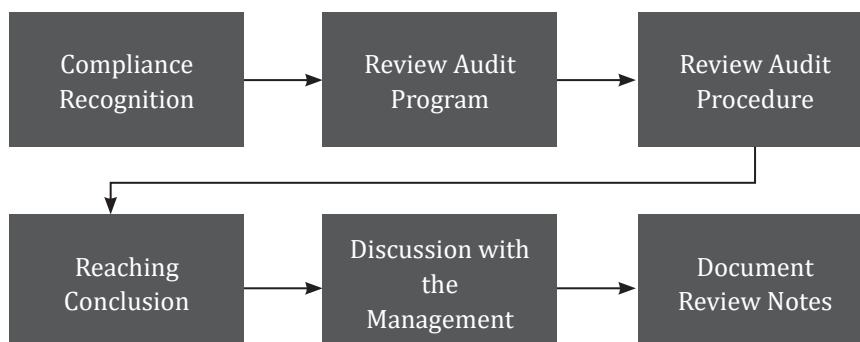 Compliance
Recognition
Review Audit
Program
Review Audit
Procedure
Reaching
Conclusion
Discussion with
the
Management
Document
Review Notes